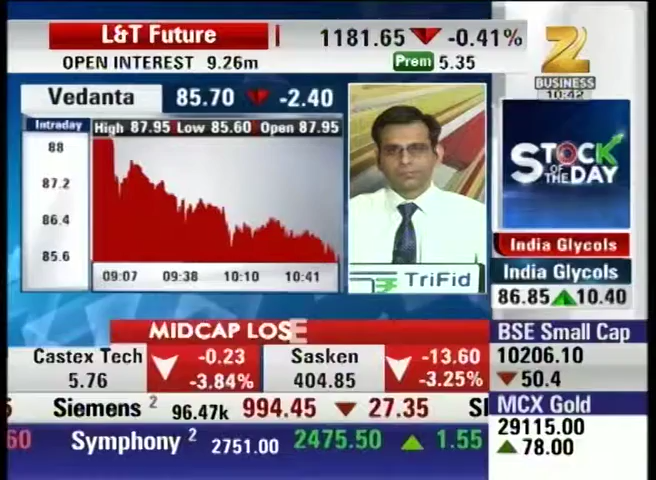 L&T Future
1181.65 -0.41%
OPEN INTEREST 9.26m
Prem 5.35
Z
BUSINESS
10:42
Vedanta 85.70 -2.40
Intraday High 87.95 Low 85.60 Open 87.95
88
87.2
86.4
85.6
09:07 09:38 10:10 10:41
TriFid
STOCK
OF THE DAY
India Glycols
India Glycols
86.85 10.40
MIDCAP LOSE
Castex Tech -0.23
5.76 -3.84%
Sasken -13.60
404.85 -3.25%
BSE Small Cap
10206.10
50.4
5 Siemens 2 96.47k 994.45 27.35 SI
MCX Gold
29115.00
78.00
60 Symphony 2 2751.00 2475.50 1.55